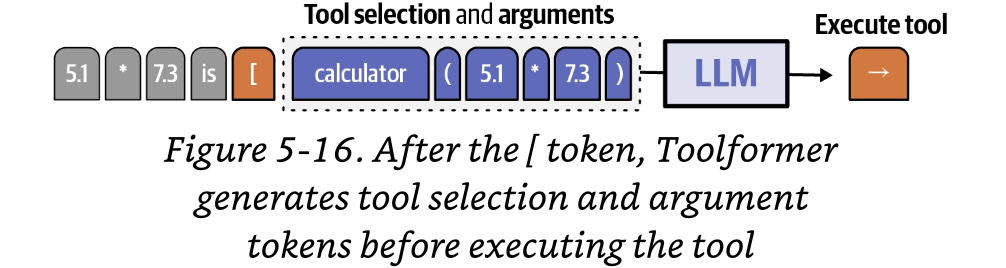 Tool selection and arguments
Execute tool
5.1 * 7.3 is [ calculator ( 5.1 * 7.3 ) LLM →
Figure 5-16. After the [ token, Toolformer
generates tool selection and argument
tokens before executing the tool